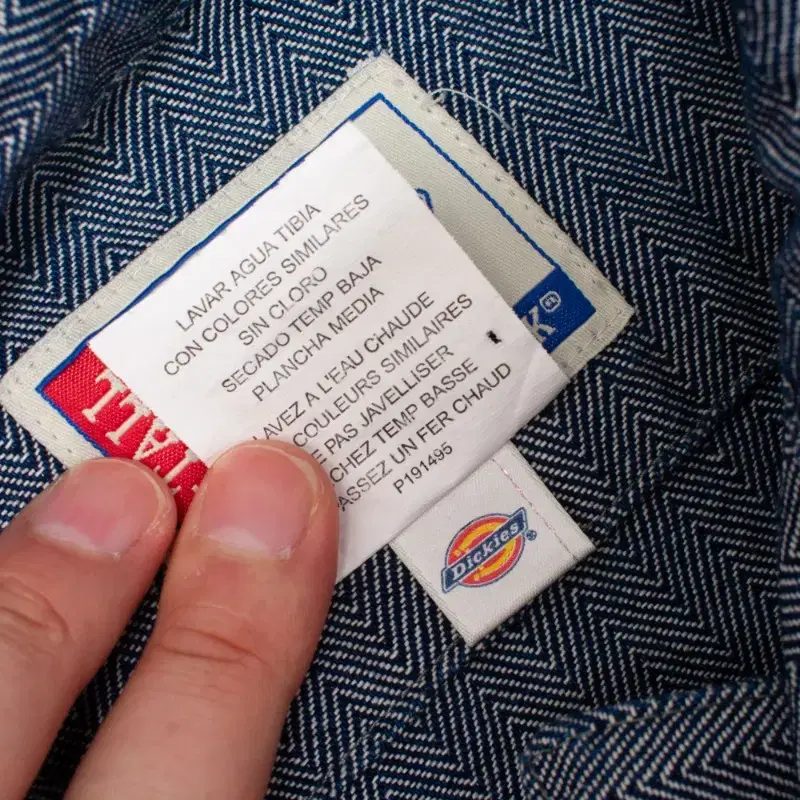 LAVAR AGUA TIBIA
CON COLORES SIMILARES
SIN CLORO
SECADO TEMP BAJA
PLANCHA MEDIA
LAVEZ A L'EAU CHAUDE
COULEURS SIMILAIRES
PAS JAVELLISER
TEMP BASSE
UN FER CHAUD
P191495
K®
TALL
Dickies®